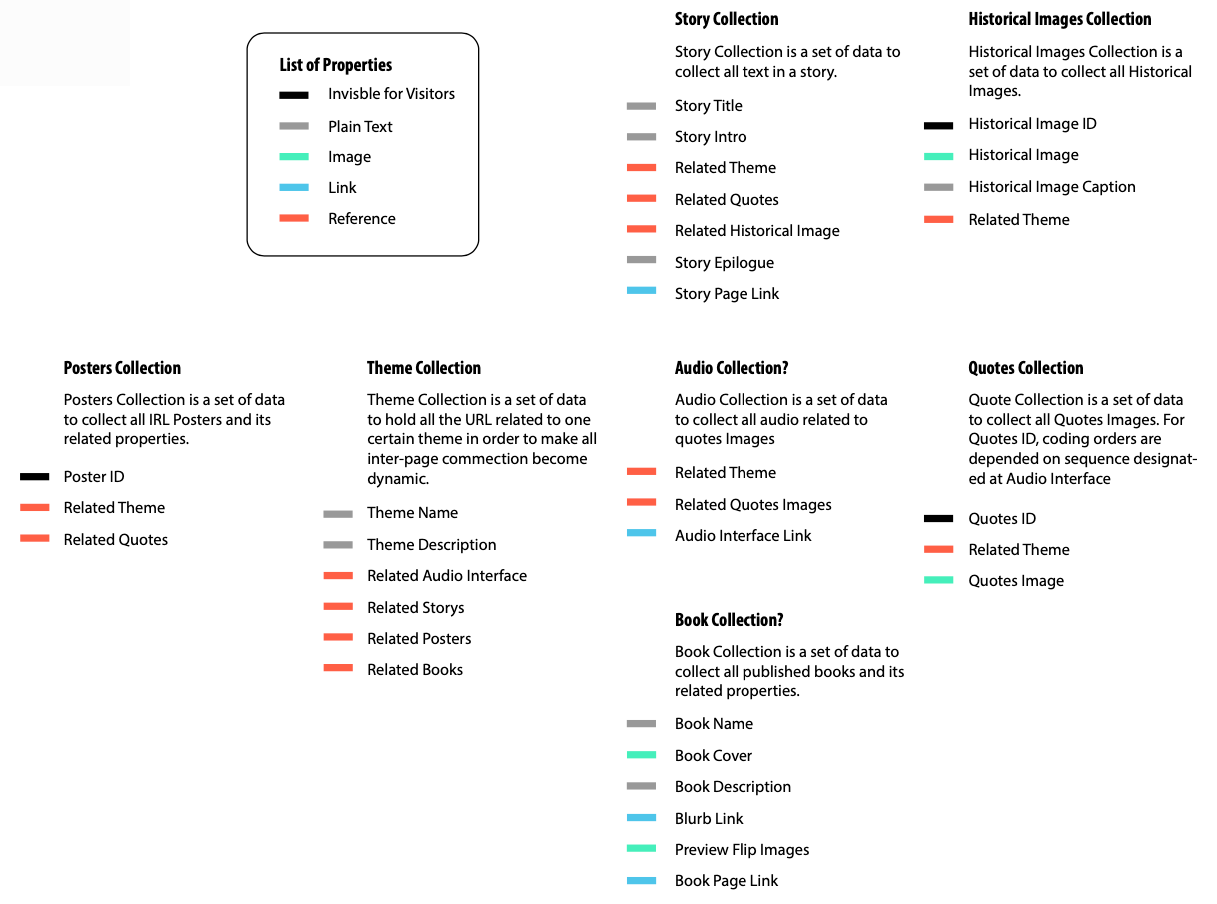 List of Properties
Invisble for Visitors
Plain Text
Image
Link
Reference
Story Collection
Story Collection is a set of data to
collect all text in a story.
Story Title
Story Intro
Related Theme
Related Quotes
Related Historical Image
Story Epilogue
Story Page Link
Historical Images Collection
Historical Images Collection is a
set of data to collect all Historical
Images.
Historical Image ID
Historical Image
Historical Image Caption
Related Theme
Posters Collection
Posters Collection is a set of data
to collect all IRL Posters and its
related properties.
Poster ID
Related Theme
Related Quotes
Theme Collection
Theme Collection is a set of data
to hold all the URL related to one
certain theme in order to make all
inter-page commection become
dynamic.
Theme Name
Theme Description
Related Audio Interface
Related Storys
Related Posters
Related Books
Audio Collection?
Audio Collection is a set of data
to collect all audio related to
quotes Images
Related Theme
Related Quotes Images
Audio Interface Link
Quotes Collection
Quote Collection is a set of data
to collect all Quotes Images. For
Quotes ID, coding orders are
depended on sequence designat-
ed at Audio Interface
Quotes ID
Related Theme
Quotes Image
Book Collection?
Book Collection is a set of data to
collect all published books and its
related properties.
Book Name
Book Cover
Book Description
Blurb Link
Preview Flip Images
Book Page Link